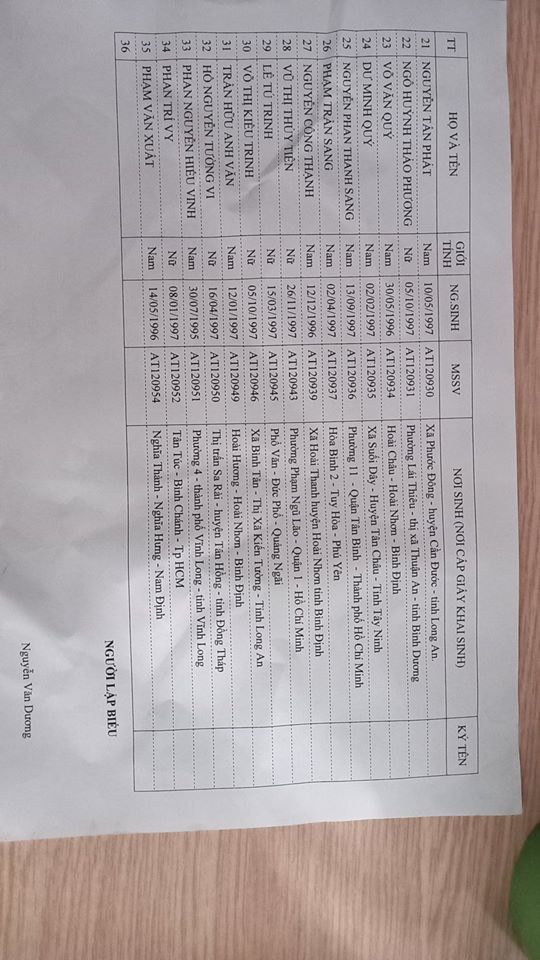 TT HỌ VÀ TÊN GIỚI TÍNH NG.SINH MSSV NƠI SINH (NƠI CẤP GIẤY KHAI SINH) KÝ TÊN
21 NGUYỄN TẤN PHÁT Nam 10/05/1997 AT120930 Xã Phước Đông - huyện Cần Đước - tỉnh Long An.
22 NGÔ HUỲNH THẢO PHƯƠNG Nữ 05/10/1997 AT120931 Phường Lái Thiêu - thị xã Thuận An - tỉnh Bình Dương
23 VÕ VĂN QUÝ Nam 30/05/1996 AT120934 Hoài Châu - Hoài Nhơn - Bình Định
24 DƯ MINH QUÝ Nam 02/02/1997 AT120935 Xã Suối Dây - Huyện Tân Châu - Tỉnh Tây Ninh
25 NGUYỄN PHAN THANH SANG Nam 13/09/1997 AT120936 Phường 11 - Quận Tân Bình - Thành phố Hồ Chí Minh
26 PHẠM TRẦN SANG Nam 02/04/1997 AT120937 Hòa Bình 2 - Tuy Hòa - Phú Yên
27 NGUYỄN CÔNG THẠNH Nam 12/12/1996 AT120939 Xã Hoài Thanh huyện Hoài Nhơn tỉnh Bình Định
28 VŨ THỊ THỦY TIÊN Nữ 26/11/1997 AT120943 Phường Phạm Ngũ Lão - Quận 1 - Hồ Chí Minh
29 LÊ TÚ TRINH Nữ 15/03/1997 AT120945 Phổ Văn - Đức Phổ - Quảng Ngãi
30 VÕ THỊ KIỀU TRINH Nữ 05/10/1997 AT120946 Xã Bình Tân - Thị Xã Kiến Tường - Tỉnh Long An
31 TRẦN HỮU ANH VĂN Nam 12/01/1997 AT120949 Hoài Hương - Hoài Nhơn - Bình Định
32 HỒ NGUYỄN TƯỜNG VI Nữ 16/04/1997 AT120950 Thị trấn Sa Rài - huyện Tân Hồng - tỉnh Đồng Tháp
33 PHAN NGUYỄN HIẾU VINH Nam 30/07/1995 AT120951 Phường 4 - thành phố Vĩnh Long - tỉnh Vĩnh Long
34 PHAN TRÍ VY Nữ 08/01/1997 AT120952 Tân Túc - Bình Chánh - Tp HCM
35 PHẠM VĂN XUẤT Nam 14/05/1996 AT120954 Nghĩa Thành - Nghĩa Hưng - Nam Định
36
NGƯỜI LẬP BIỂU
Nguyễn Văn Dương